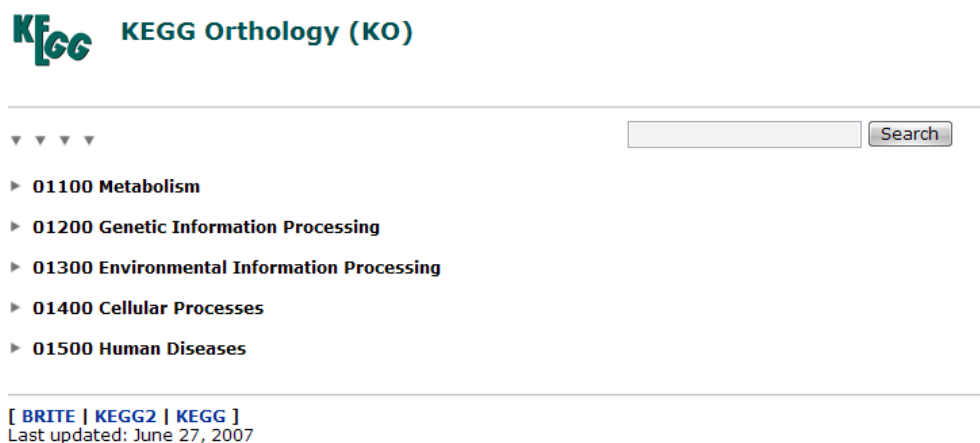 KEGG
KEGG Orthology (KO)
Search
01100 Metabolism
01200 Genetic Information Processing
01300 Environmental Information Processing
01400 Cellular Processes
01500 Human Diseases
[ BRITE | KEGG2 | KEGG ]
Last updated: June 27, 2007